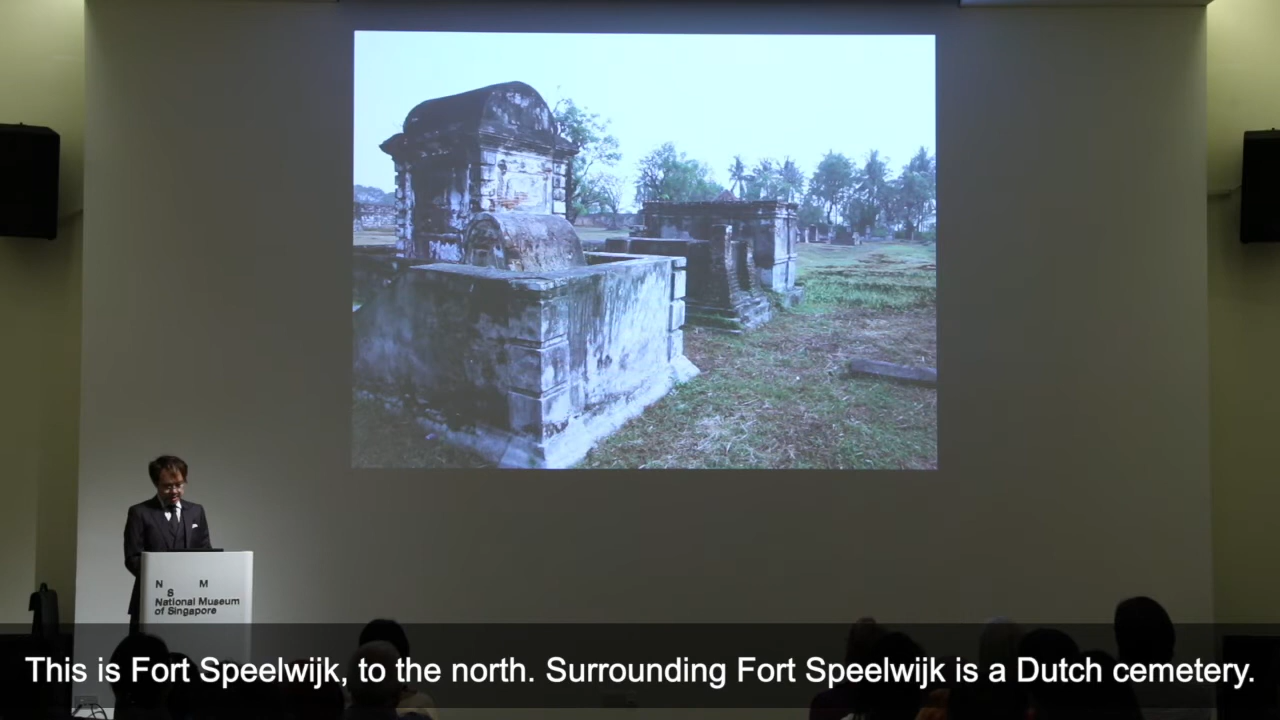 N M
S
National Museum
of Singapore
This is Fort Speelwijk, to the north. Surrounding Fort Speelwijk is a Dutch cemetery.